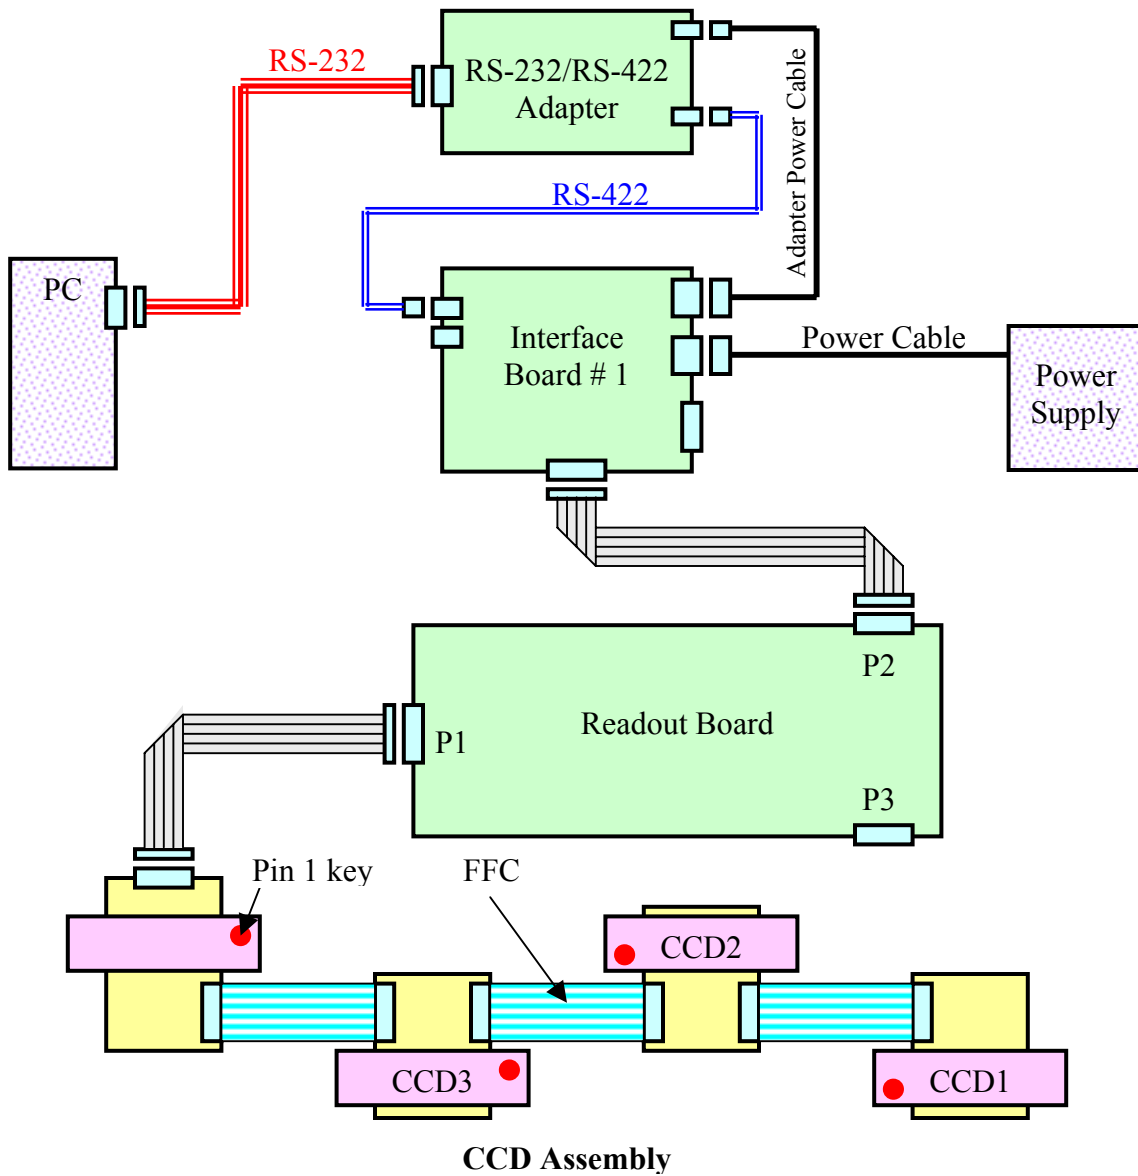 RS-232
RS-232/RS-422
Adapter
Adapter Power Cable
RS-422
PC
Interface
Board # 1
Power Cable
Power
Supply
P2
Readout Board
P1
P3
Pin 1 key
FFC
CCD2
CCD3
CCD1
CCD Assembly